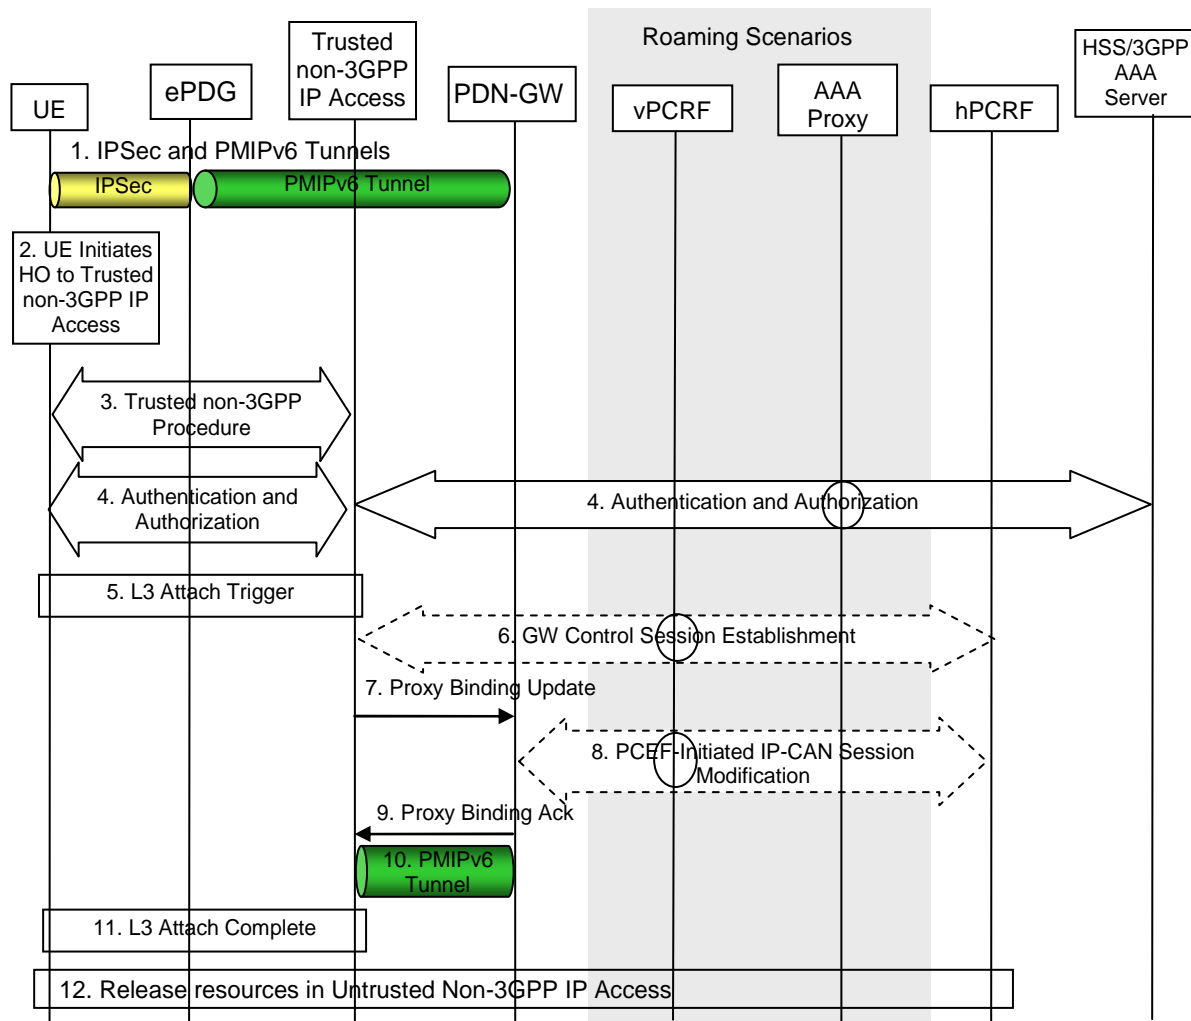 Roaming Scenarios
UE
ePDG
Trusted
non-3GPP
IP Access
PDN-GW
vPCRF
AAA
Proxy
hPCRF
HSS/3GPP
AAA
Server
1. IPSec and PMIPv6 Tunnels
IPSec
PMIPv6 Tunnel
2. UE Initiates
HO to Trusted
non-3GPP IP
Access
3. Trusted non-3GPP
Procedure
4. Authentication and
Authorization
4. Authentication and Authorization
5. L3 Attach Trigger
6. GW Control Session Establishment
7. Proxy Binding Update
8. PCEF-Initiated IP-CAN Session
Modification
9. Proxy Binding Ack
10. PMIPv6
Tunnel
11. L3 Attach Complete
12. Release resources in Untrusted Non-3GPP IP Access